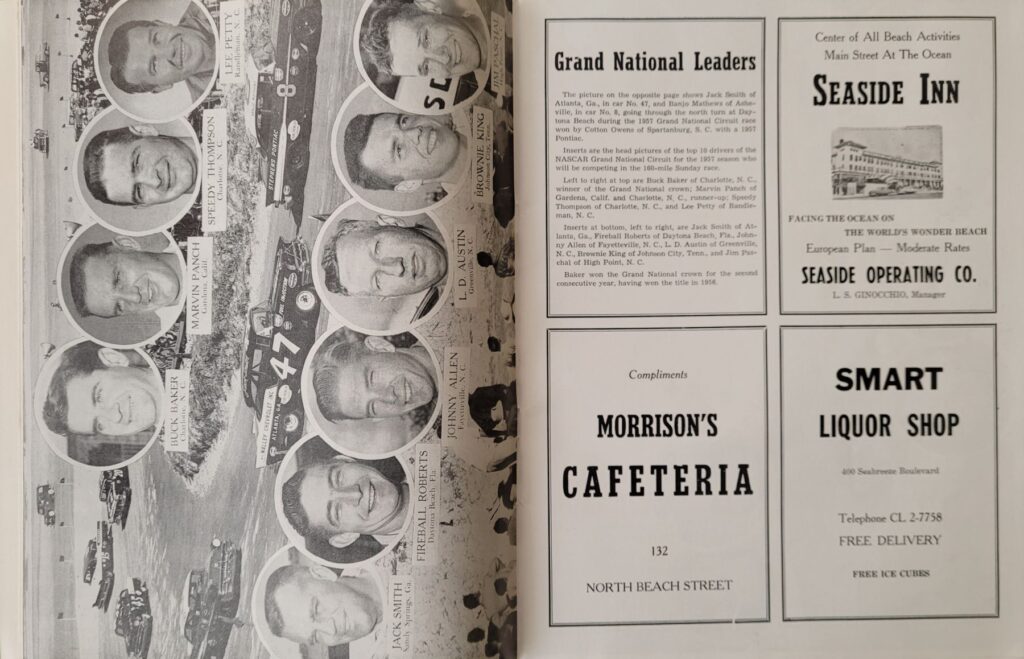 BUCK BAKER
Charlotte, N. C.
MARVIN PANCH
Gardena, Calif.
SPEEDY THOMPSON
Charlotte, N. C.
LEE PETTY
Randleman, N. C.
47
NALLEY CHEVROLET, INC.
ATLANTA, GA.
8
STEPHENS PONTIAC
JACK SMITH
Sandy Springs, Ga.
FIREBALL ROBERTS
Daytona Beach, Fla.
JOHNNY ALLEN
Fayetteville, N. C.
L. D. AUSTIN
Greenville, N. C.
BROWNIE KING
Johnson City,
JIM PASCHAL
Grand National Leaders
The picture on the opposite page shows Jack Smith of
Atlanta, Ga., in car No. 47, and Banjo Mathews of Ashe-
ville, in car No. 8, going through the north turn at Day-
tona Beach during the 1957 Grand National Circuit race
won by Cotton Owens of Spartanburg, S. C. with a 1957
Pontiac.
Inserts are the head pictures of the top 10 drivers of the
NASCAR Grand National Circuit for the 1957 season who
will be competing in the 160-mile Sunday race.
Left to right at top are Buck Baker of Charlotte, N. C.,
winner of the Grand National crown; Marvin Panch of
Gardena, Calif. and Charlotte, N, C., runner-up; Speedy
Thompson of Charlotte, N. C., and Lee Petty of Randle-
man, N. C.
Inserts at bottom, left to right, are Jack Smith of At-
lanta, Ga., Fireball Roberts of Daytona Beach, Fla., John-
ny Allen of Fayetteville, N. C., L. D. Austin of Greenville,
N. C., Brownie King of Johnson City, Tenn., and Jim Pas-
chal of High Point, N. C.
Baker won the Grand National crown for the second
consecutive year, having won the title in 1956.
Center of All Beach Activities
Main Street At The Ocean
SEASIDE INN
FACING THE OCEAN ON
THE WORLD'S WONDER BEACH
European Plan — Moderate Rates
SEASIDE OPERATING CO.
L. S. GINOCCHIO, Manager
Compliments
MORRISON'S
CAFETERIA
132
NORTH BEACH STREET
SMART
LIQUOR SHOP
400 Seabreeze Boulevard
Telephone CL 2-7758
FREE DELIVERY
FREE ICE CUBES